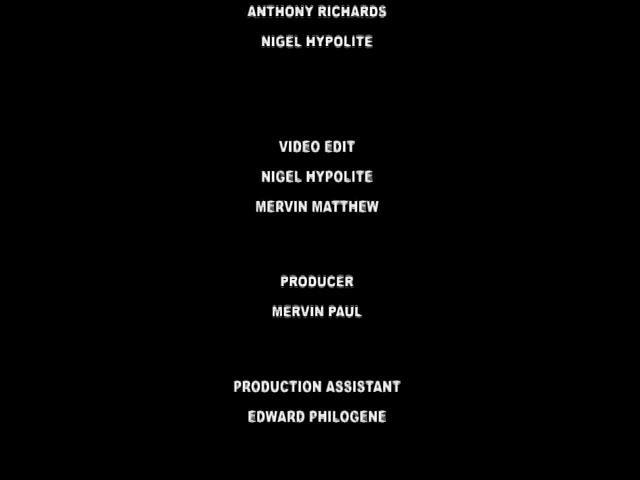 ANTHONY RICHARDS
NIGEL HYPOLITE
VIDEO EDIT
NIGEL HYPOLITE
MERVIN MATTHEW
PRODUCER
MERVIN PAUL
PRODUCTION ASSISTANT
EDWARD PHILOGENE